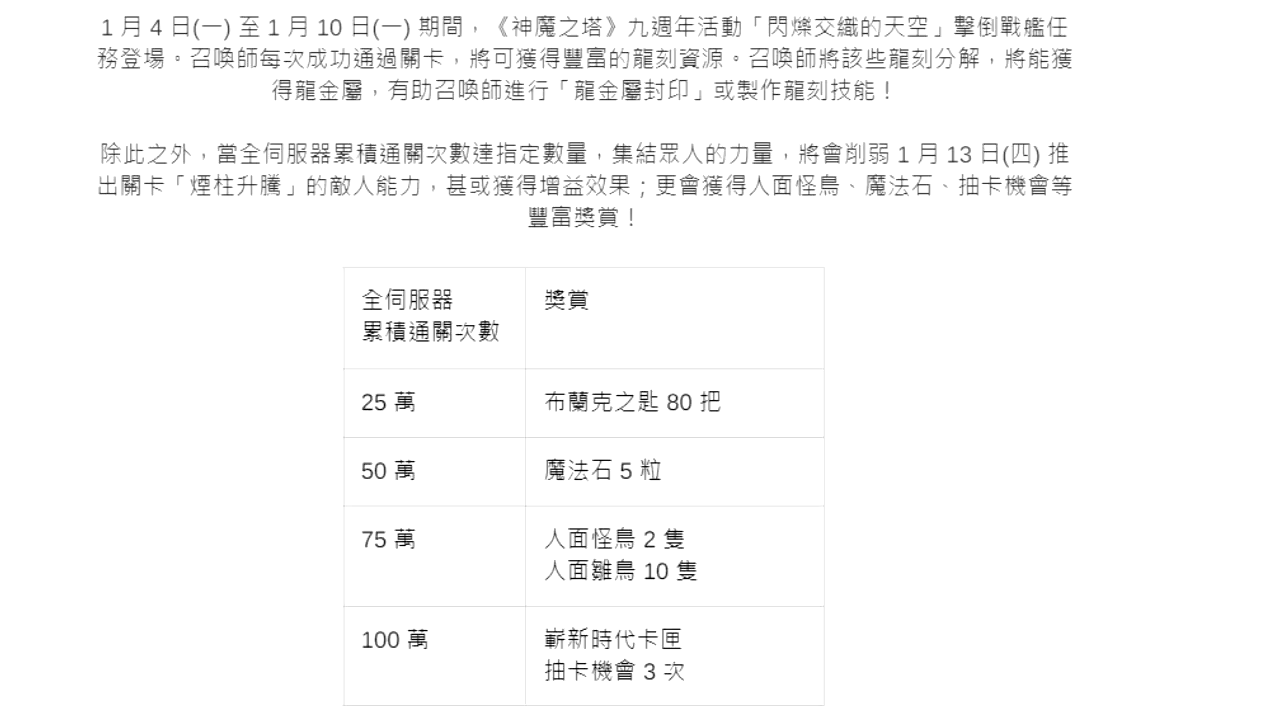 1 月 4 日(一) 至 1 月 10 日(一) 期間，《神魔之塔》九週年活動「閃爍交織的天空」擊倒戰艦任
務登場。召喚師每次成功通過關卡，將可獲得豐富的龍刻資源。召喚師將該些龍刻分解，將能獲
得龍金屬，有助召喚師進行「龍金屬封印」或製作龍刻技能！
除此之外，當全伺服器累積通關次數達指定數量，集結眾人的力量，將會削弱 1 月 13 日(四) 推
出關卡「煙柱升騰」的敵人能力，甚或獲得增益效果；更會獲得人面怪鳥、魔法石、抽卡機會等
豐富獎賞！
全伺服器
累積通關次數
獎賞
25 萬
布蘭克之匙 80 把
50 萬
魔法石 5 粒
75 萬
人面怪鳥 2 隻
人面雛鳥 10 隻
100 萬
嶄新時代卡匣
抽卡機會 3 次